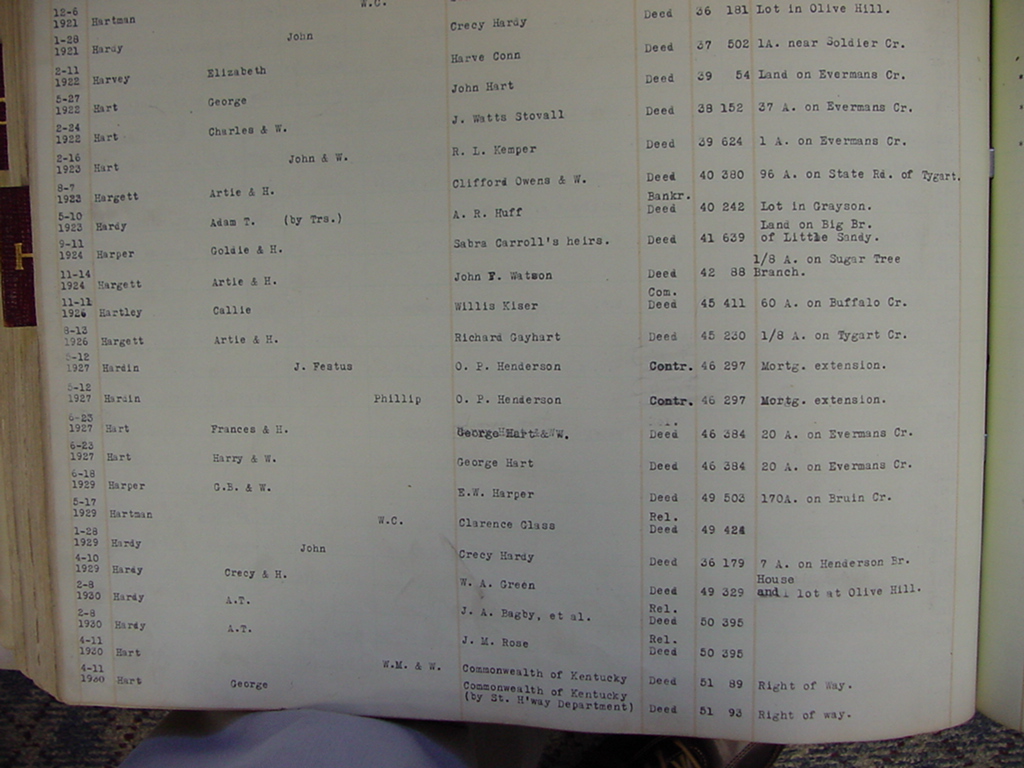 12-6
1921 Hartman W.C.
1-28
1921 Hardy John Crecy Hardy Deed 36 181 Lot in Olive Hill.
2-11
1922 Harvey Elizabeth Harve Conn Deed 37 502 1A. near Soldier Cr.
5-27
1922 Hart George John Hart Deed 39 54 Land on Evermans Cr.
2-24
1922 Hart Charles & W. J. Watts Stovall Deed 38 152 37 A. on Evermans Cr.
2-16
1923 Hart John & W. R. L. Kemper Deed 39 624 1 A. on Evermans Cr.
8-7
1923 Hargett Artie & H. Clifford Owens & W. Deed 40 380 96 A. on State Rd. of Tygart.
5-10 Bankr.
1923 Hardy Adam T. (by Trs.) A. R. Huff Deed 40 242 Lot in Grayson.
9-11 Land on Big Br.
1924 Harper Goldie & H. Sabra Carroll's heirs. Deed 41 639 of Little Sandy.
11-14 1/8 A. on Sugar Tree
1924 Hargett Artie & H. John F. Watson Deed 42 88 Branch.
11-11 Com.
1926 Hartley Callie Willis Kiser Deed 45 411 60 A. on Buffalo Cr.
8-13
1926 Hargett Artie & H. Richard Gayhart Deed 45 230 1/8 A. on Tygart Cr.
5-12
1927 Hardin J. Festus O. P. Henderson Contr. 46 297 Mortg. extension.
5-12
1927 Hardin Phillip O. P. Henderson Contr. 46 297 Mortg. extension.
6-23
1927 Hart Frances & H. George Hart & W. Deed 46 384 20 A. on Evermans Cr.
6-23
1927 Hart Harry & W. George Hart Deed 46 384 20 A. on Evermans Cr.
6-18
1929 Harper G.B. & W. E.W. Harper Deed 49 503 170A. on Bruin Cr.
5-17 Rel.
1929 Hartman W.C. Clarence Glass Deed 49 424
1-28
1929 Hardy John Crecy Hardy Deed 36 179 7 A. on Henderson Br.
4-10 House
1929 Hardy Crecy & H. W. A. Green Deed 49 329 and lot at Olive Hill.
2-8 Rel.
1930 Hardy A.T. J. A. Bagby, et al. Deed 50 395
2-8 Rel.
1930 Hardy A.T. J. M. Rose Deed 50 395
4-11
1930 Hart W.M. & W. Commonwealth of Kentucky Deed 51 89 Right of Way.
4-11 Commonwealth of Kentucky
1930 Hart George (by St. H'way Department) Deed 51 93 Right of way.